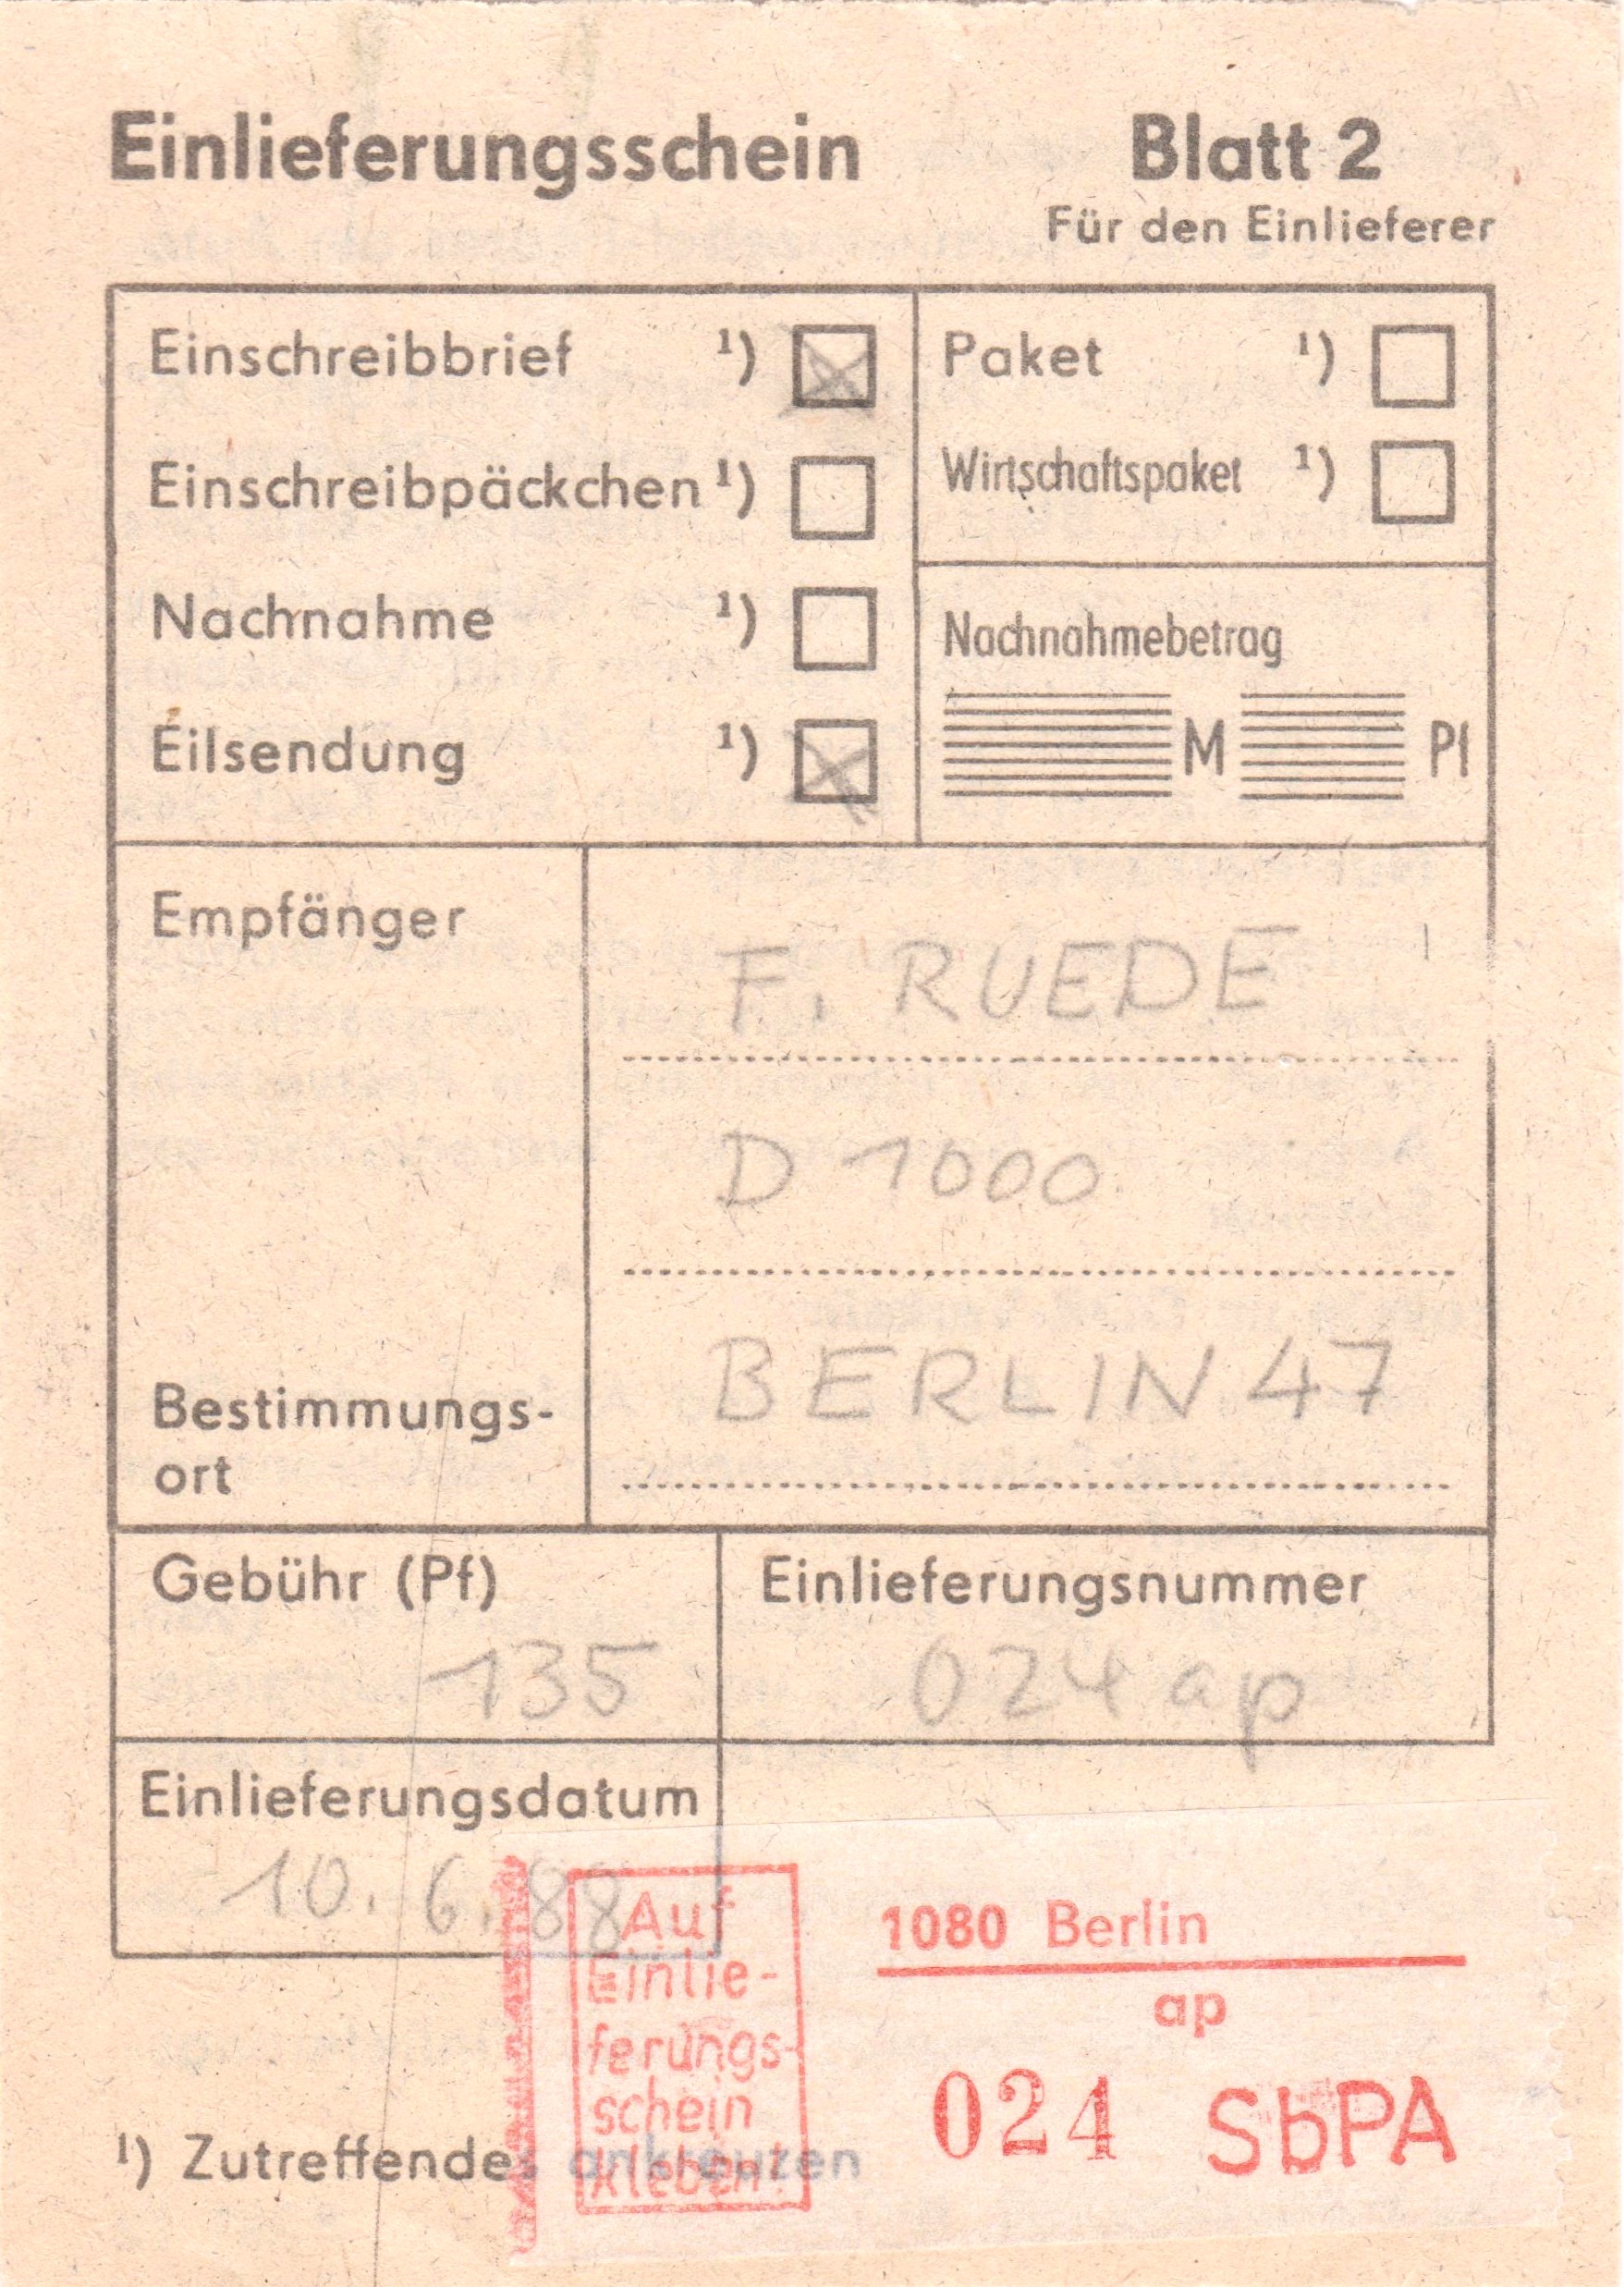 Einlieferungsschein
Blatt 2
Für den Einlieferer
Einschreibbrief ¹)
Einschreibpäckchen ¹)
Nachnahme ¹)
Eilsendung ¹)
Paket ¹)
Wirtschaftspaket ¹)
Nachnahmebetrag
M Pf
Empfänger
F. RUEDE
D 1000
Bestimmungs-
ort
BERLIN 47
Gebühr (Pf)
135
Einlieferungsnummer
024 ap
Einlieferungsdatum
10. 6. 88
Auf
Einlie-
ferungs-
schein
kleben!
1080 Berlin
ap
024 SbPA
¹) Zutreffendes ankreuzen